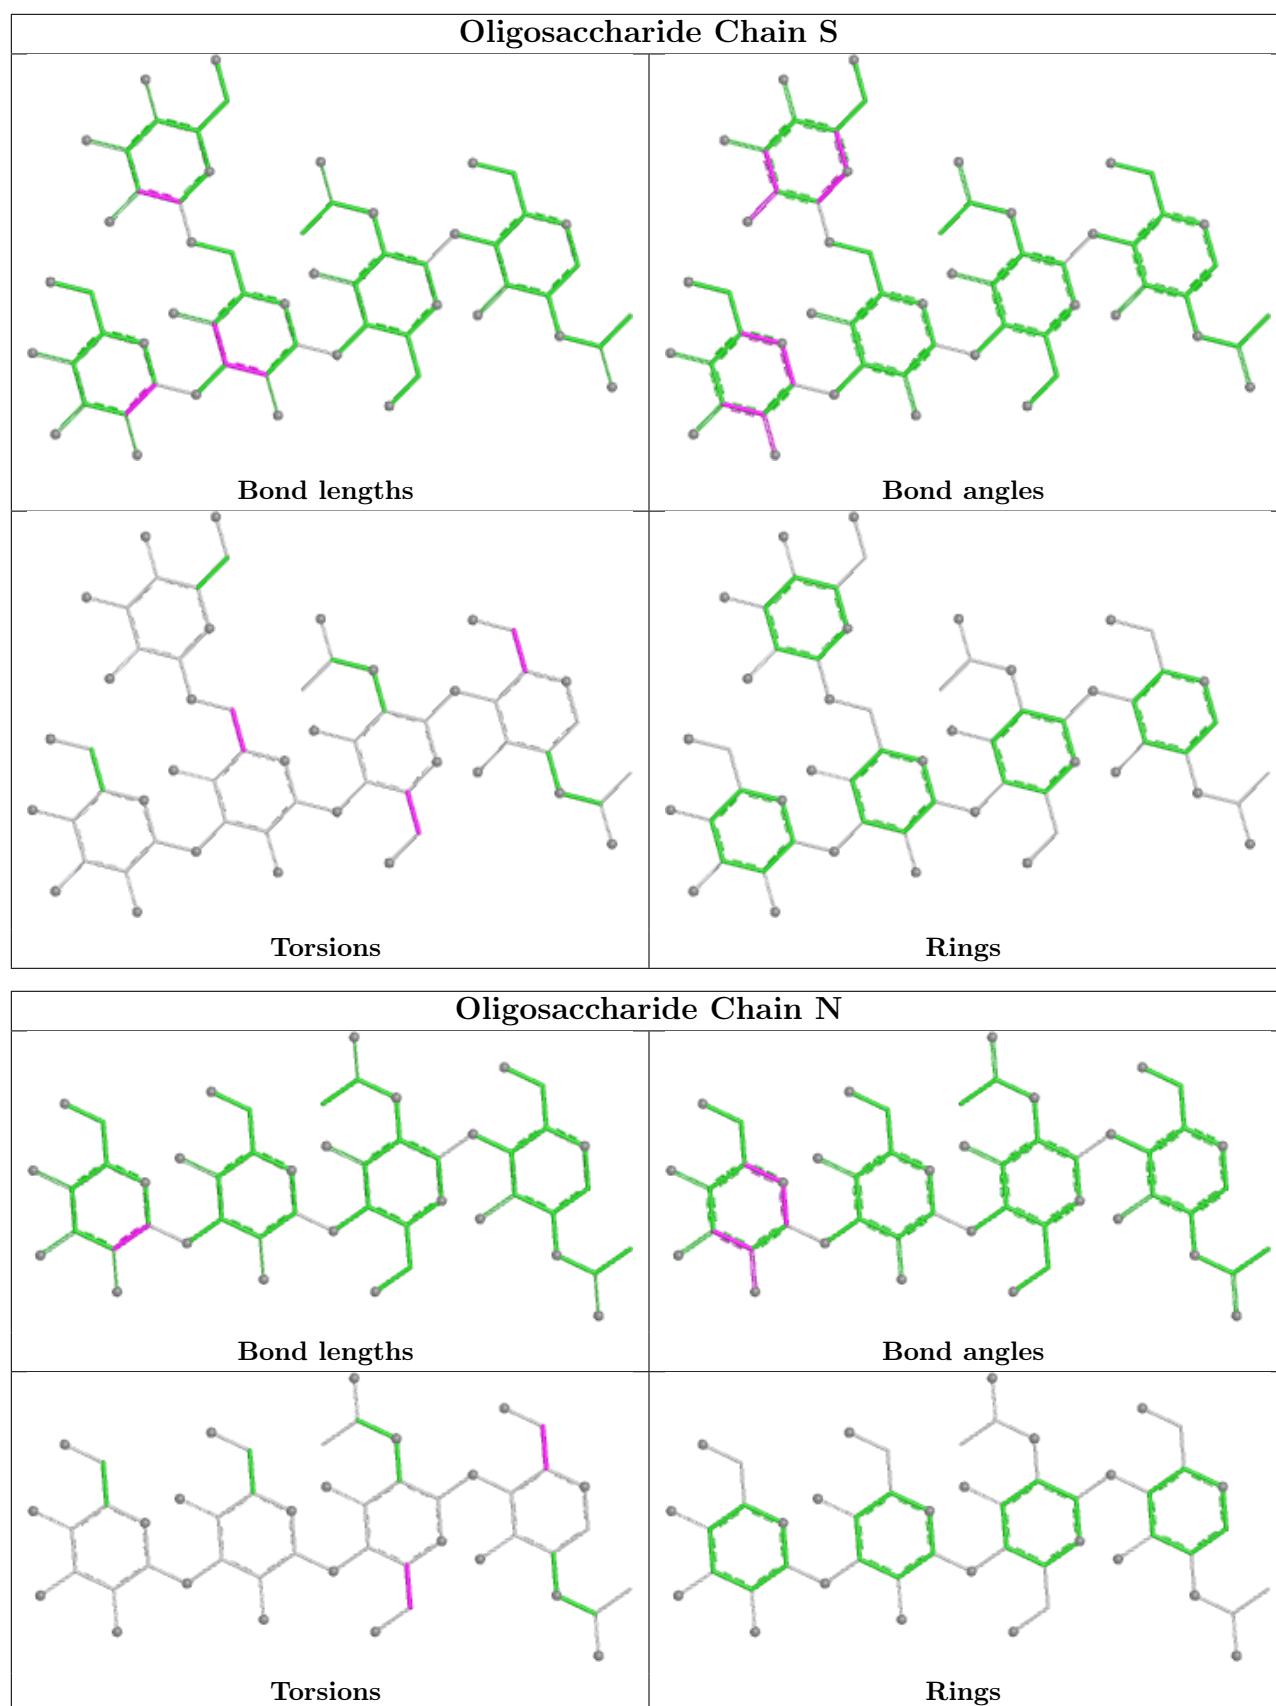 Oligosaccharide Chain S
Bond lengths
Bond angles
Torsions
Rings
Oligosaccharide Chain N
Bond lengths
Bond angles
Torsions
Rings